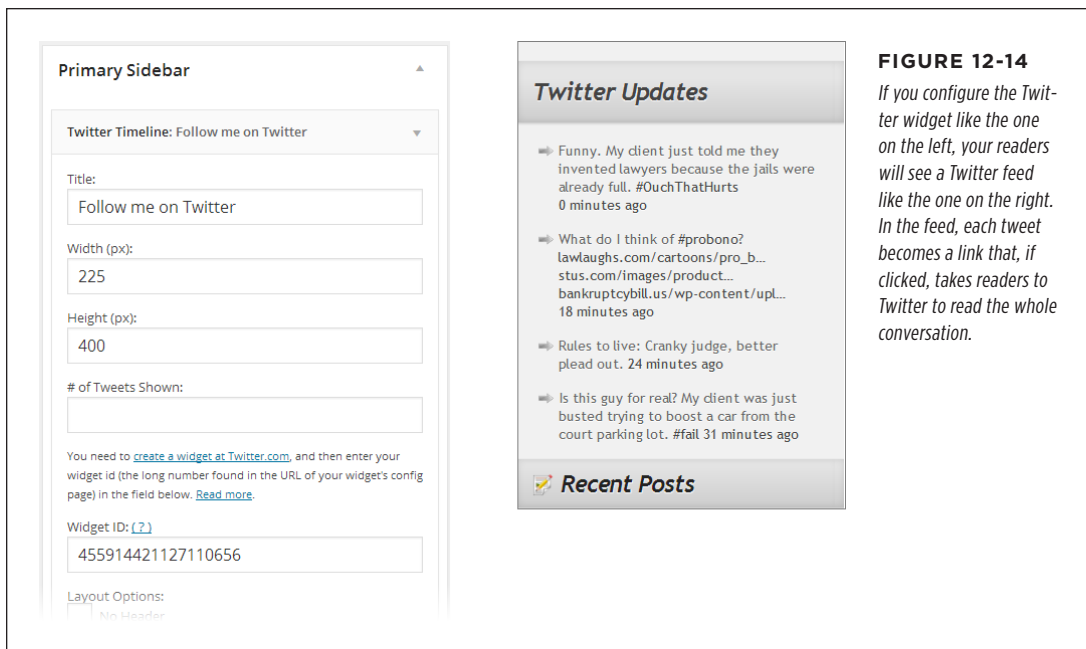 Primary Sidebar
Twitter Timeline: Follow me on Twitter
Title:
Follow me on Twitter
Width (px):
225
Height (px):
400
# of Tweets Shown:
You need to create a widget at Twitter.com, and then enter your
widget id (the long number found in the URL of your widget's config
page) in the field below. Read more.
Widget ID: ( ? )
455914421127110656
Layout Options:
No Header
Twitter Updates
Funny. My client just told me they
invented lawyers because the jails were
already full. #OuchThatHurts
0 minutes ago
What do I think of #probono?
lawlaughs.com/cartoons/pro_b...
stus.com/images/product...
bankruptcybill.us/wp-content/upl...
18 minutes ago
Rules to live: Cranky judge, better
plead out. 24 minutes ago
Is this guy for real? My client was just
busted trying to boost a car from the
court parking lot. #fail 31 minutes ago
Recent Posts
FIGURE 12-14
If you configure the Twit-
ter widget like the one
on the left, your readers
will see a Twitter feed
like the one on the right.
In the feed, each tweet
becomes a link that, if
clicked, takes readers to
Twitter to read the whole
conversation.